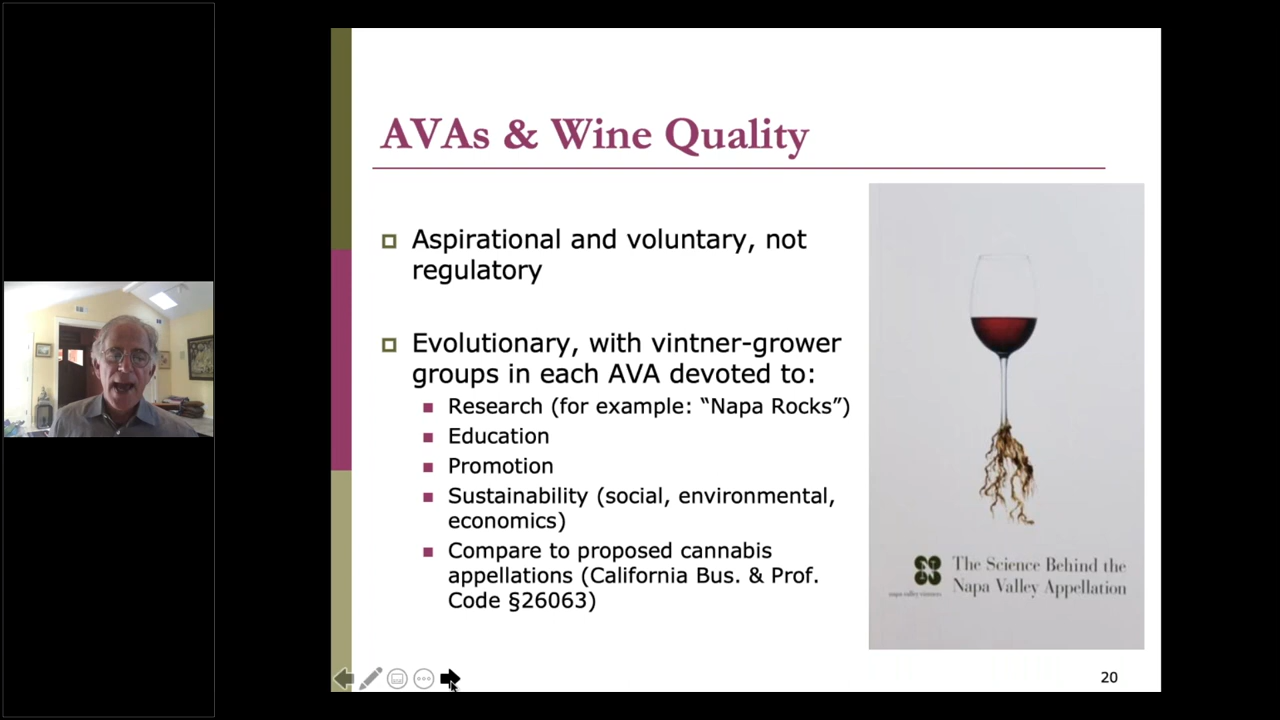 AVAs & Wine Quality
Aspirational and voluntary, not
regulatory
Evolutionary, with vintner-grower
groups in each AVA devoted to:
Research (for example: “Napa Rocks”)
Education
Promotion
Sustainability (social, environmental,
economics)
Compare to proposed cannabis
appellations (California Bus. & Prof.
Code §26063)
napa valley vintners
The Science Behind the
Napa Valley Appellation
20